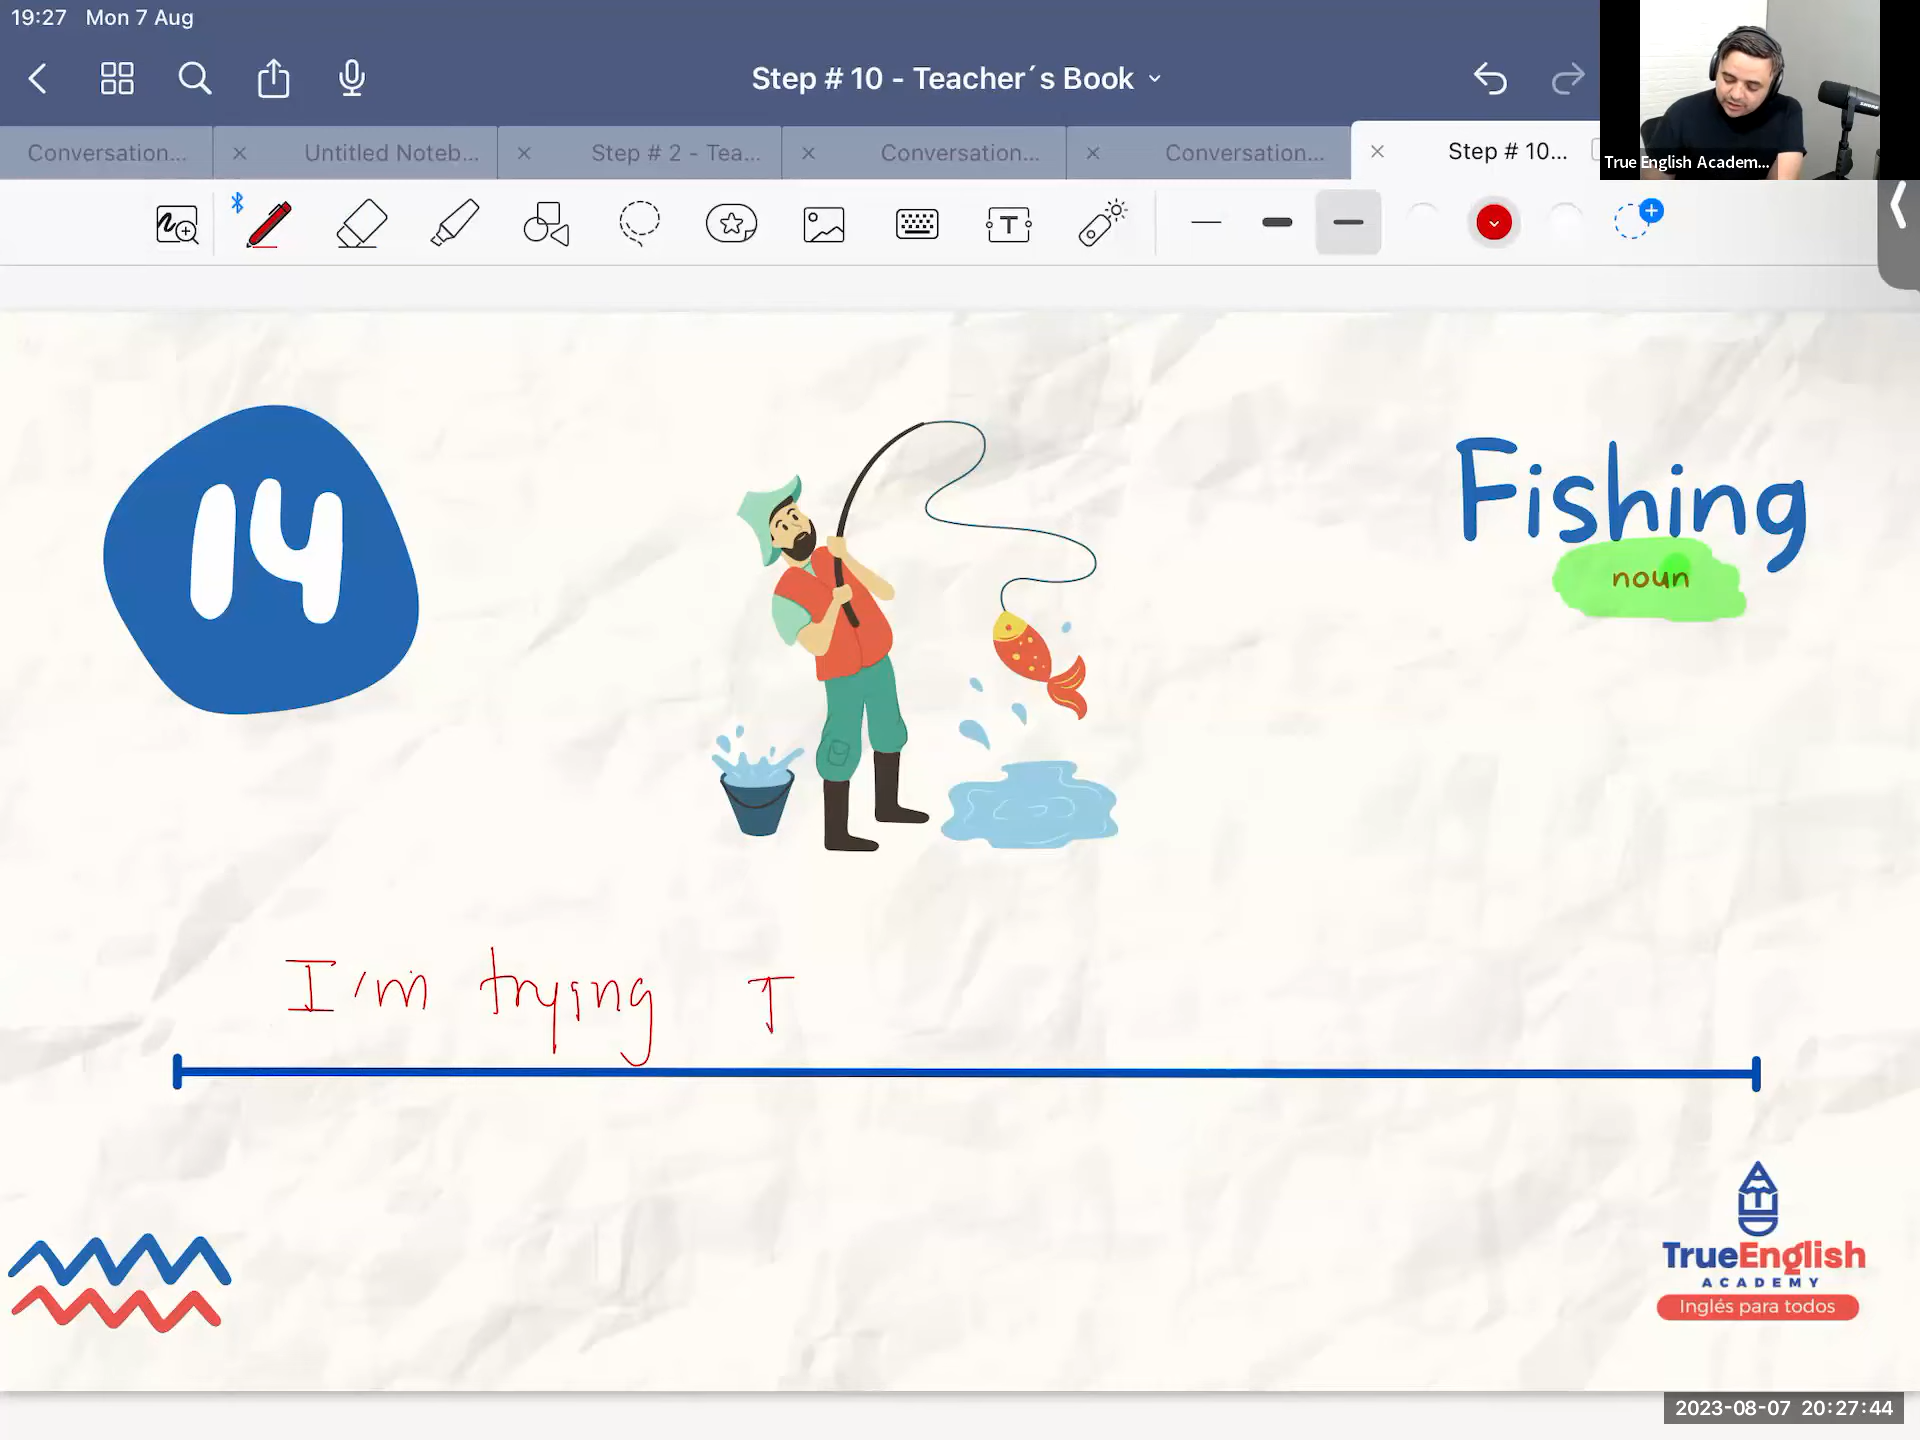 19:27 Mon 7 Aug
Step # 10 - Teacher´s Book
Conversation... Untitled Noteb... Step # 2 - Tea... Conversation... Conversation... Step # 10...
True English Academ...
T
14
Fishing
noun
I'm trying T
TrueEnglish
ACADEMY
Inglés para todos
2023-08-07 20:27:44